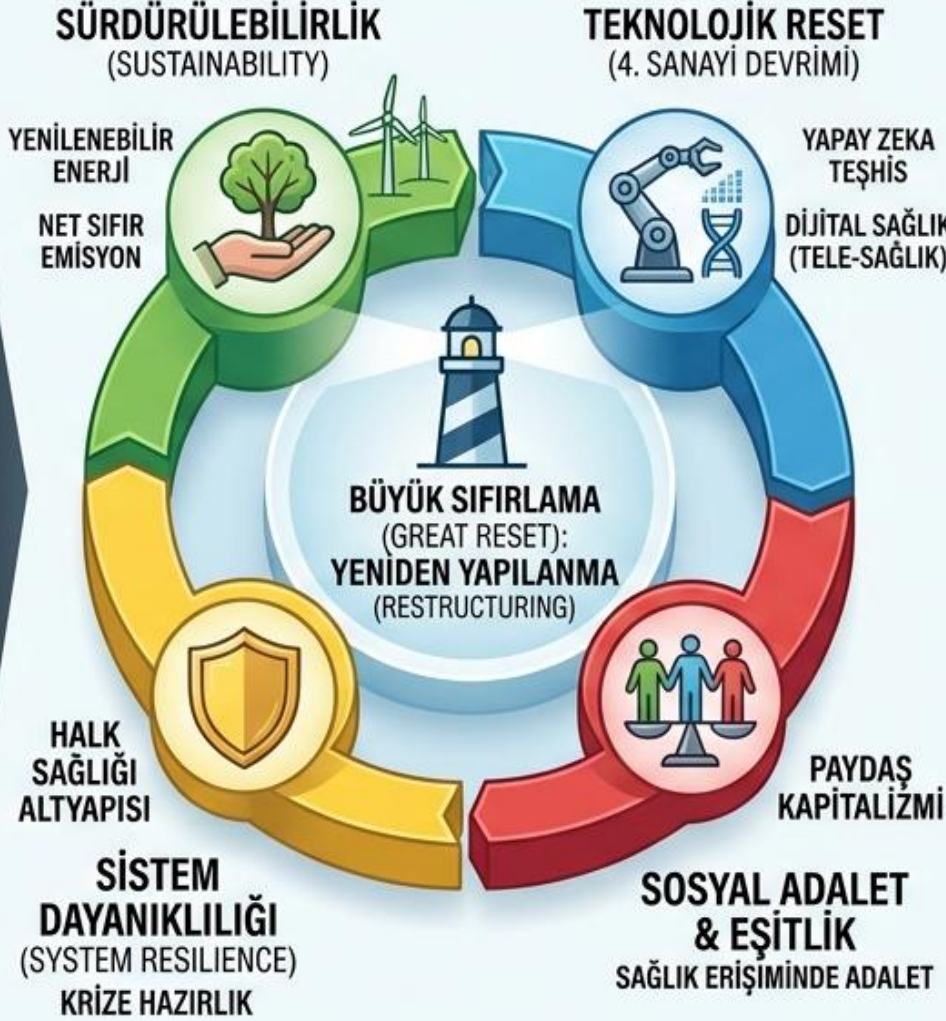 SÜRDÜRÜLEBİLİRLİK
(SUSTAINABILITY)
YENİLENEBİLİR
ENERJİ
NET SIFIR
EMİSYON
TEKNOLOJİK RESET
(4. SANAYİ DEVRİMİ)
YAPAY ZEKA
TEŞHİS
DİJİTAL SAĞLIK
(TELE-SAĞLIK)
BÜYÜK SIFIRLAMA
(GREAT RESET):
YENİDEN YAPILANMA
(RESTRUCTURING)
HALK
SAĞLIĞI
ALTYAPISI
SİSTEM
DAYANIKLILIĞI
(SYSTEM RESILIENCE)
KRİZE HAZIRLIK
PAYDAŞ
KAPİTALİZMİ
SOSYAL ADALET
& EŞİTLİK
SAĞLIK ERİŞİMİNDE ADALET